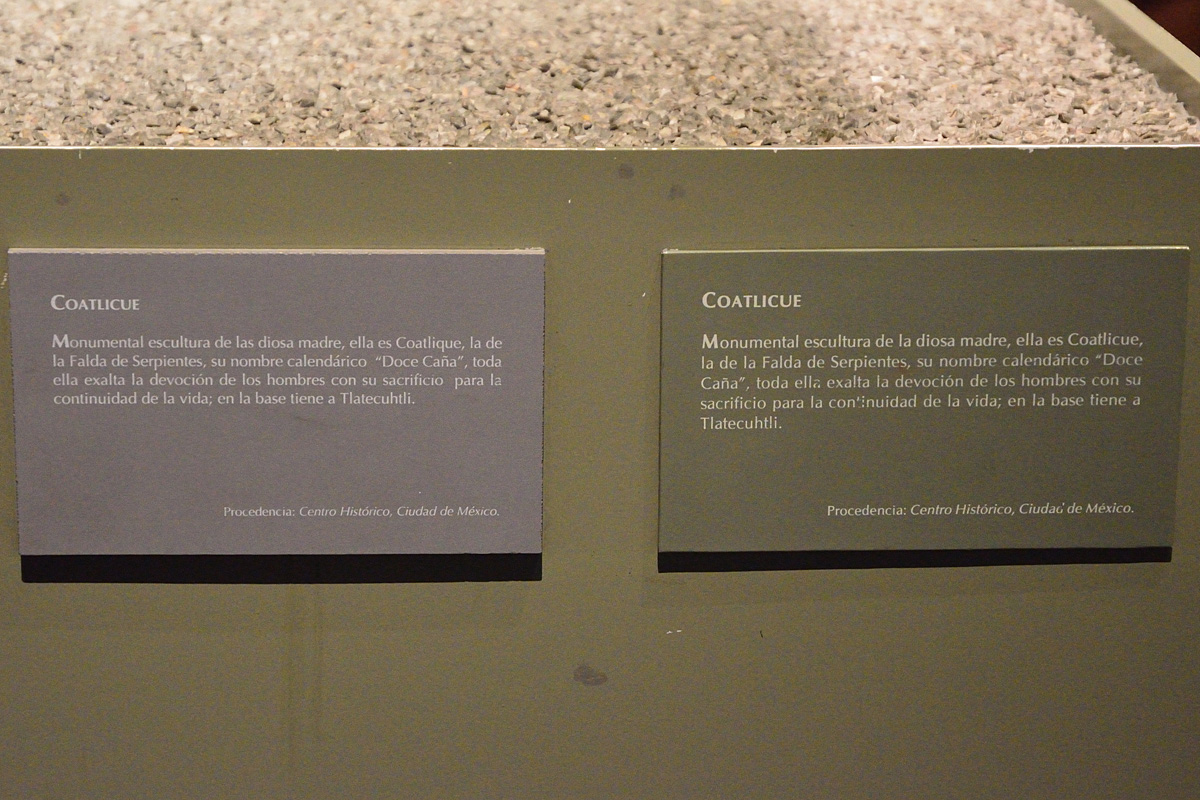 COATLICUE
Monumental escultura de las diosa madre, ella es Coatlique, la de
la Falda de Serpientes, su nombre calendárico "Doce Caña", toda
ella exalta la devoción de los hombres con su sacrificio para la
continuidad de la vida; en la base tiene a Tlatecuhtli.
Procedencia: Centro Histórico, Ciudad de México.
COATLICUE
Monumental escultura de la diosa madre, ella es Coatlicue,
la de la Falda de Serpientes, su nombre calendárico "Doce
Caña", toda ella exalta la devoción de los hombres con su
sacrificio para la continuidad de la vida; en la base tiene a
Tlatecuhtli.
Procedencia: Centro Histórico, Ciudad de México.